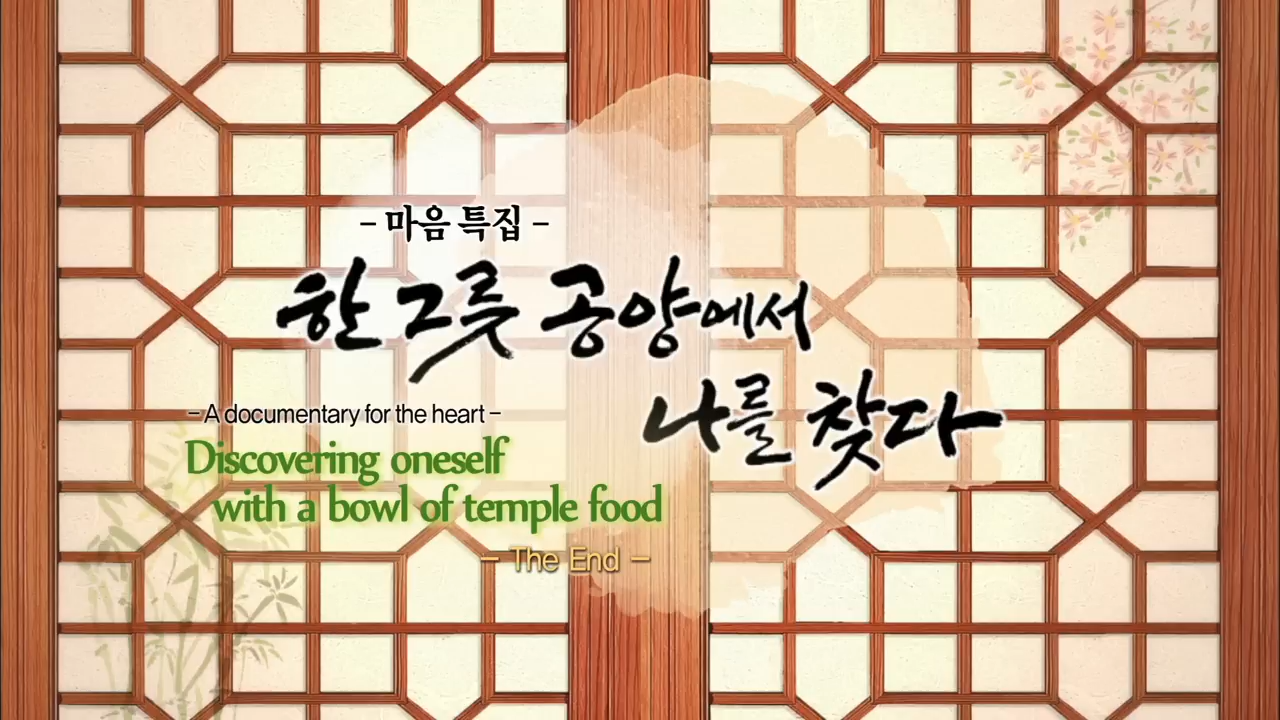 - 마음 특집 -
한 그릇 공양에서
나를 찾다
- A documentary for the heart -
Discovering oneself
with a bowl of temple food
- The End -